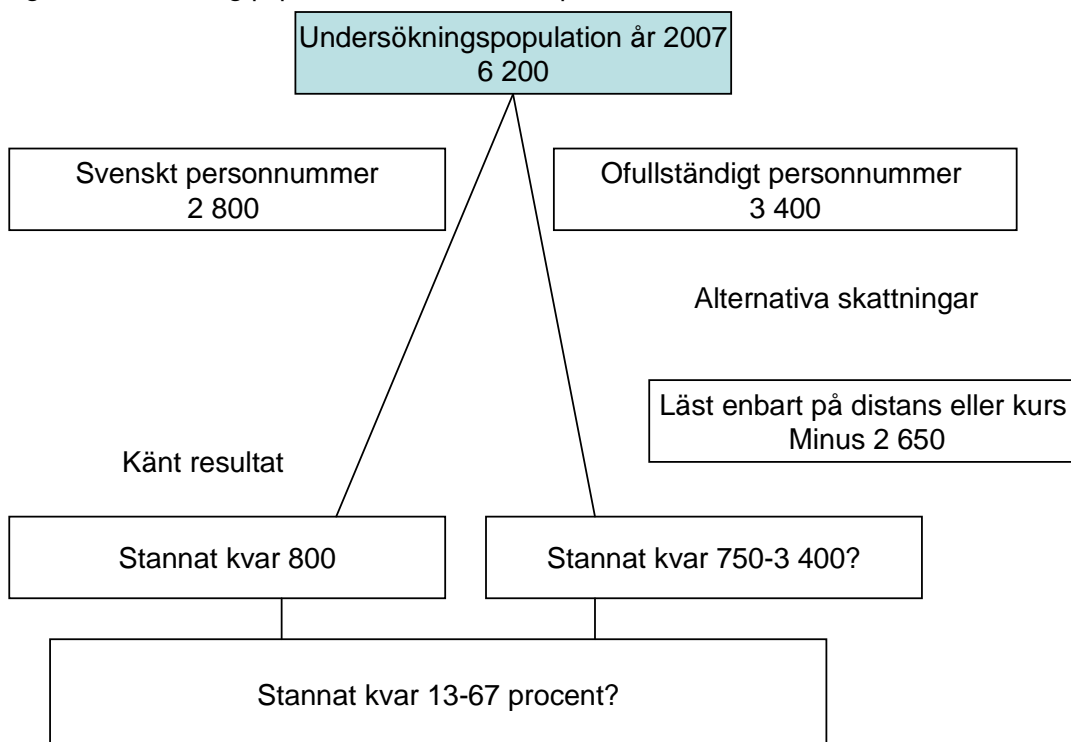 Undersökningspopulation år 2007
6 200
Svenskt personnummer
2 800
Ofullständigt personnummer
3 400
Alternativa skattningar
Läst enbart på distans eller kurs
Minus 2 650
Känt resultat
Stannat kvar 800
Stannat kvar 750-3 400?
Stannat kvar 13-67 procent?